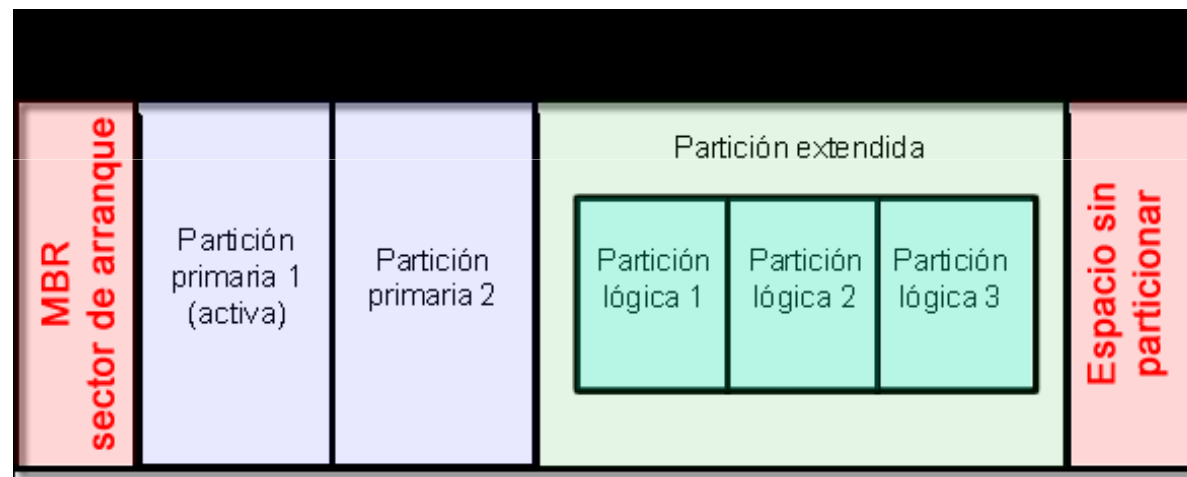 MBR
sector de arranque
Partición
primaria 1
(activa)
Partición
primaria 2
Partición extendida
Partición
lógica 1
Partición
lógica 2
Partición
lógica 3
Espacio sin
particionar